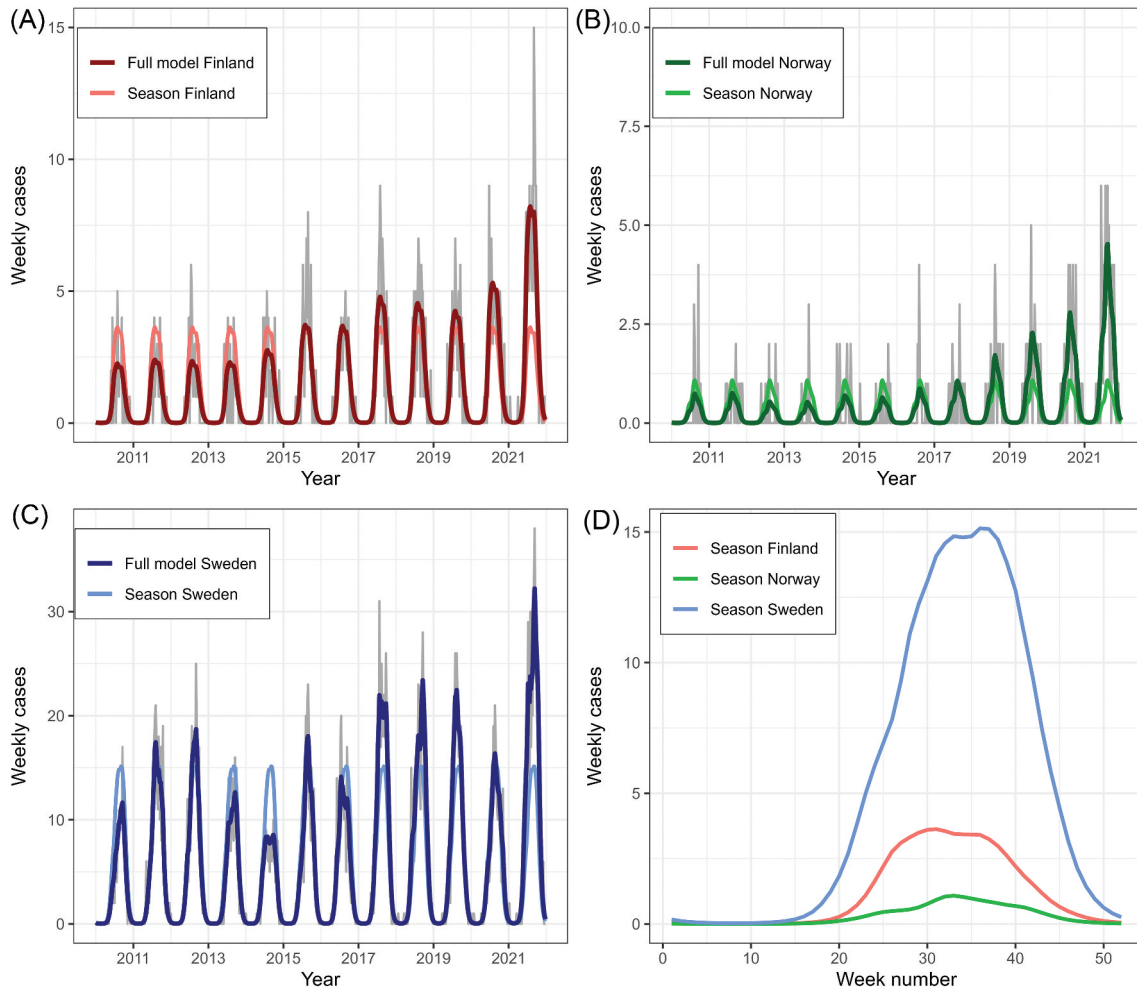 (A)
Full model Finland
Season Finland
Weekly cases
15
10
5
0
2011 2013 2015 2017 2019 2021
Year
(B)
Full model Norway
Season Norway
Weekly cases
10.0
7.5
5.0
2.5
0.0
2011 2013 2015 2017 2019 2021
Year
(C)
Full model Sweden
Season Sweden
Weekly cases
30
20
10
0
2011 2013 2015 2017 2019 2021
Year
(D)
Season Finland
Season Norway
Season Sweden
Weekly cases
15
10
5
0
0 10 20 30 40 50
Week number